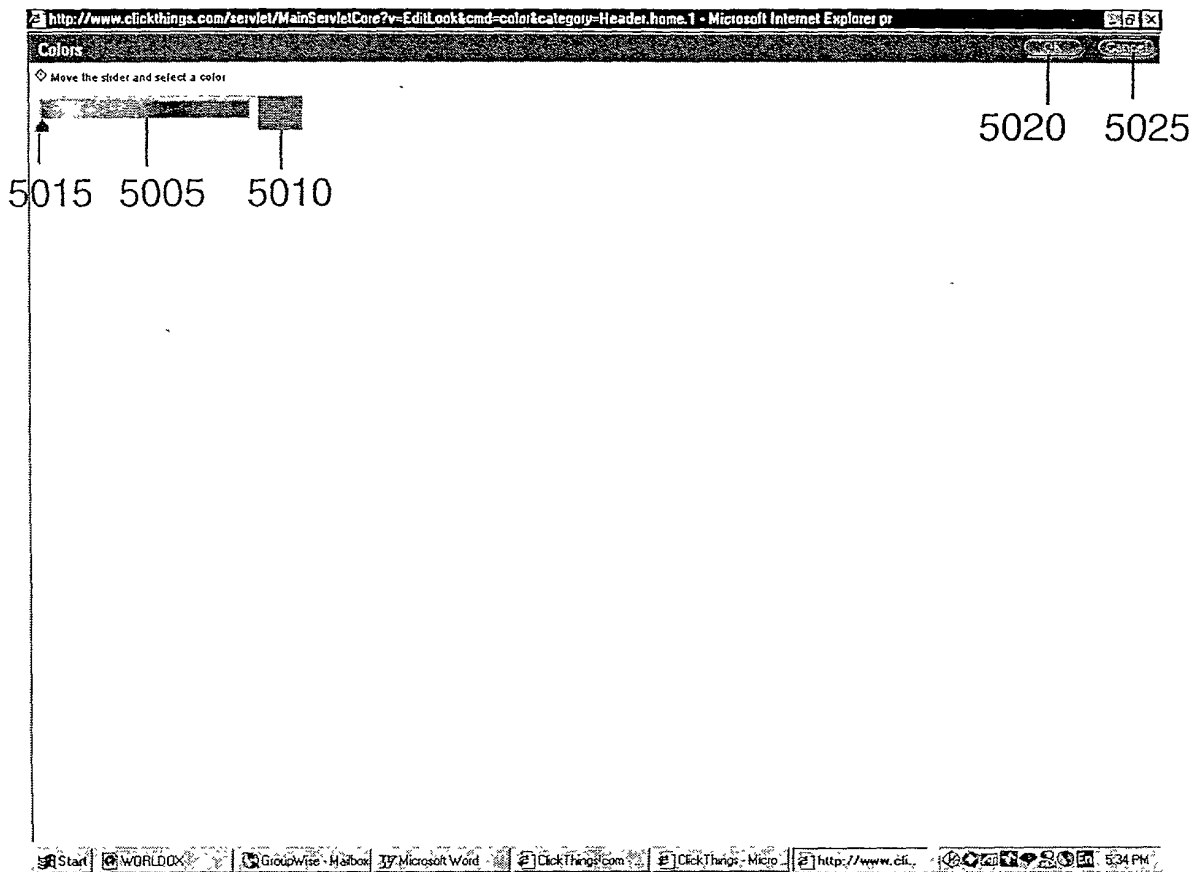 http://www.clickthings.com/servlet/MainServletCore?v=EditLook&cmd=color&category=Header.home.1 - Microsoft Internet Explorer pr
Colors
OK
Cancel
Move the slider and select a color
5020
5025
5015
5005
5010
Start
WORLDOX
GroupWise - Mailbox
Microsoft Word
ClickThings.com
ClickThings - Micro
http://www.cli..
5:34 PM